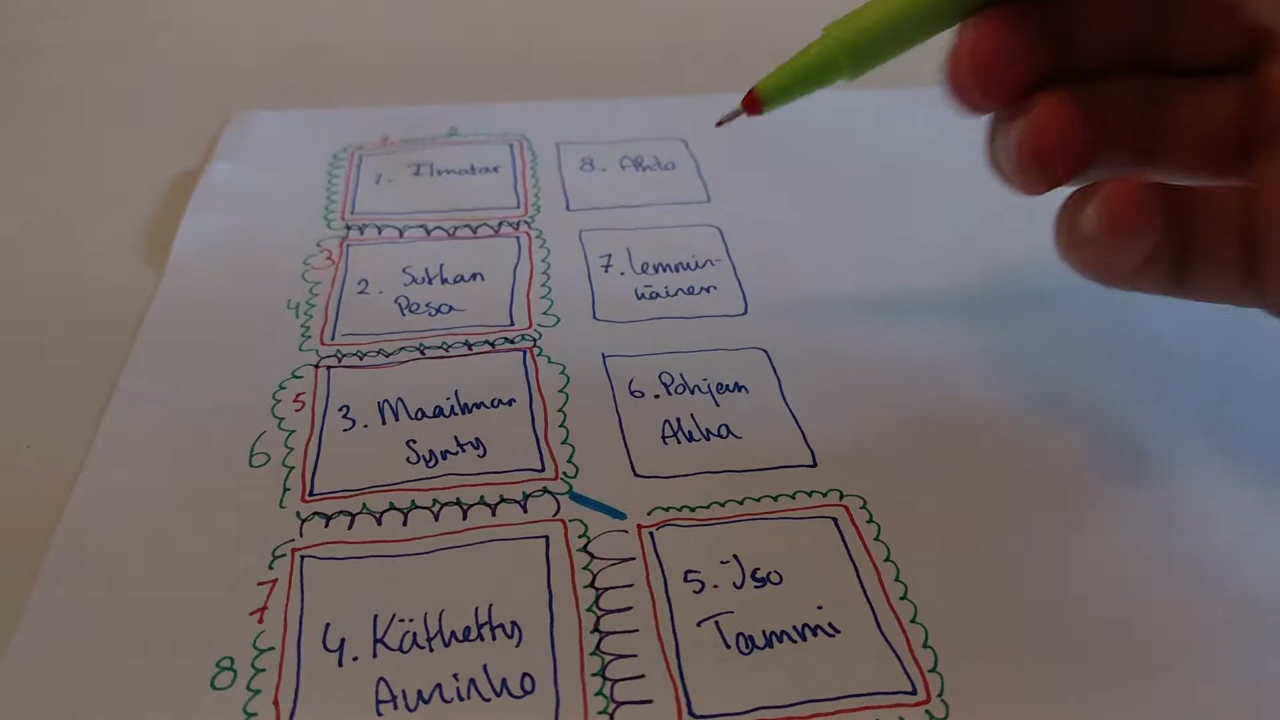 1. Ilmatar
8. Ahto
3
2. Sotkan
Pesa
4
7. Lemmin-
käinen
5
3. Maailman
Synty
6
6. Pohjan
Akka
7
4. Kätketty
Aurinko
8
5. Iso
Tammi